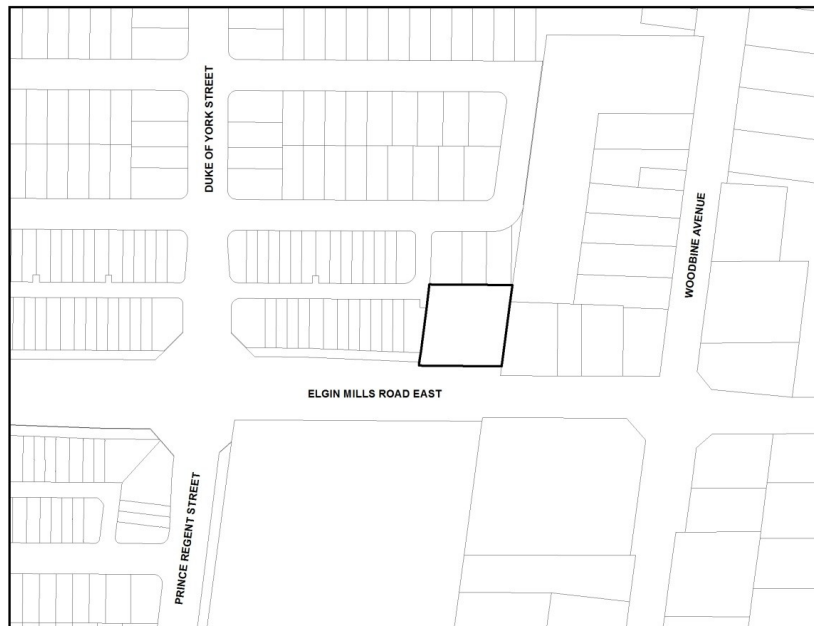 DUKE OF YORK STREET
WOODBINE AVENUE
ELGIN MILLS ROAD EAST
PRINCE REGENT STREET